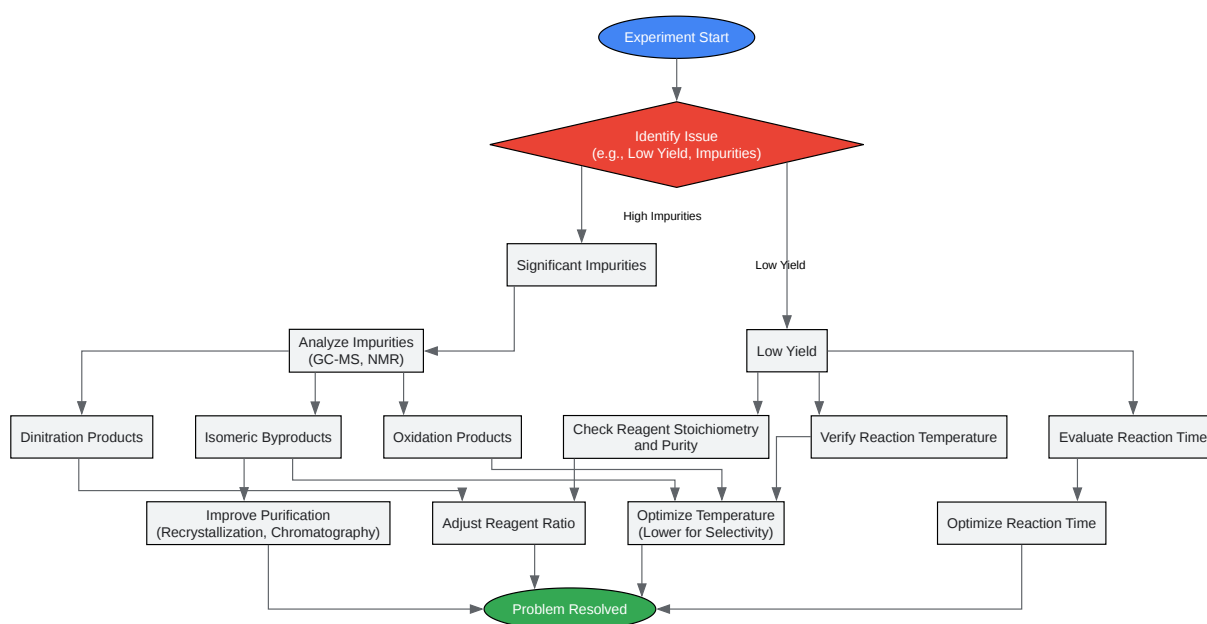 Experiment Start
Identify Issue
(e.g., Low Yield, Impurities)
High Impurities
Significant Impurities
Low Yield
Analyze Impurities
(GC-MS, NMR)
Low Yield
Dinitration Products
Isomeric Byproducts
Oxidation Products
Check Reagent Stoichiometry
and Purity
Verify Reaction Temperature
Evaluate Reaction Time
Improve Purification
(Recrystallization, Chromatography)
Adjust Reagent Ratio
Optimize Temperature
(Lower for Selectivity)
Optimize Reaction Time
Problem Resolved